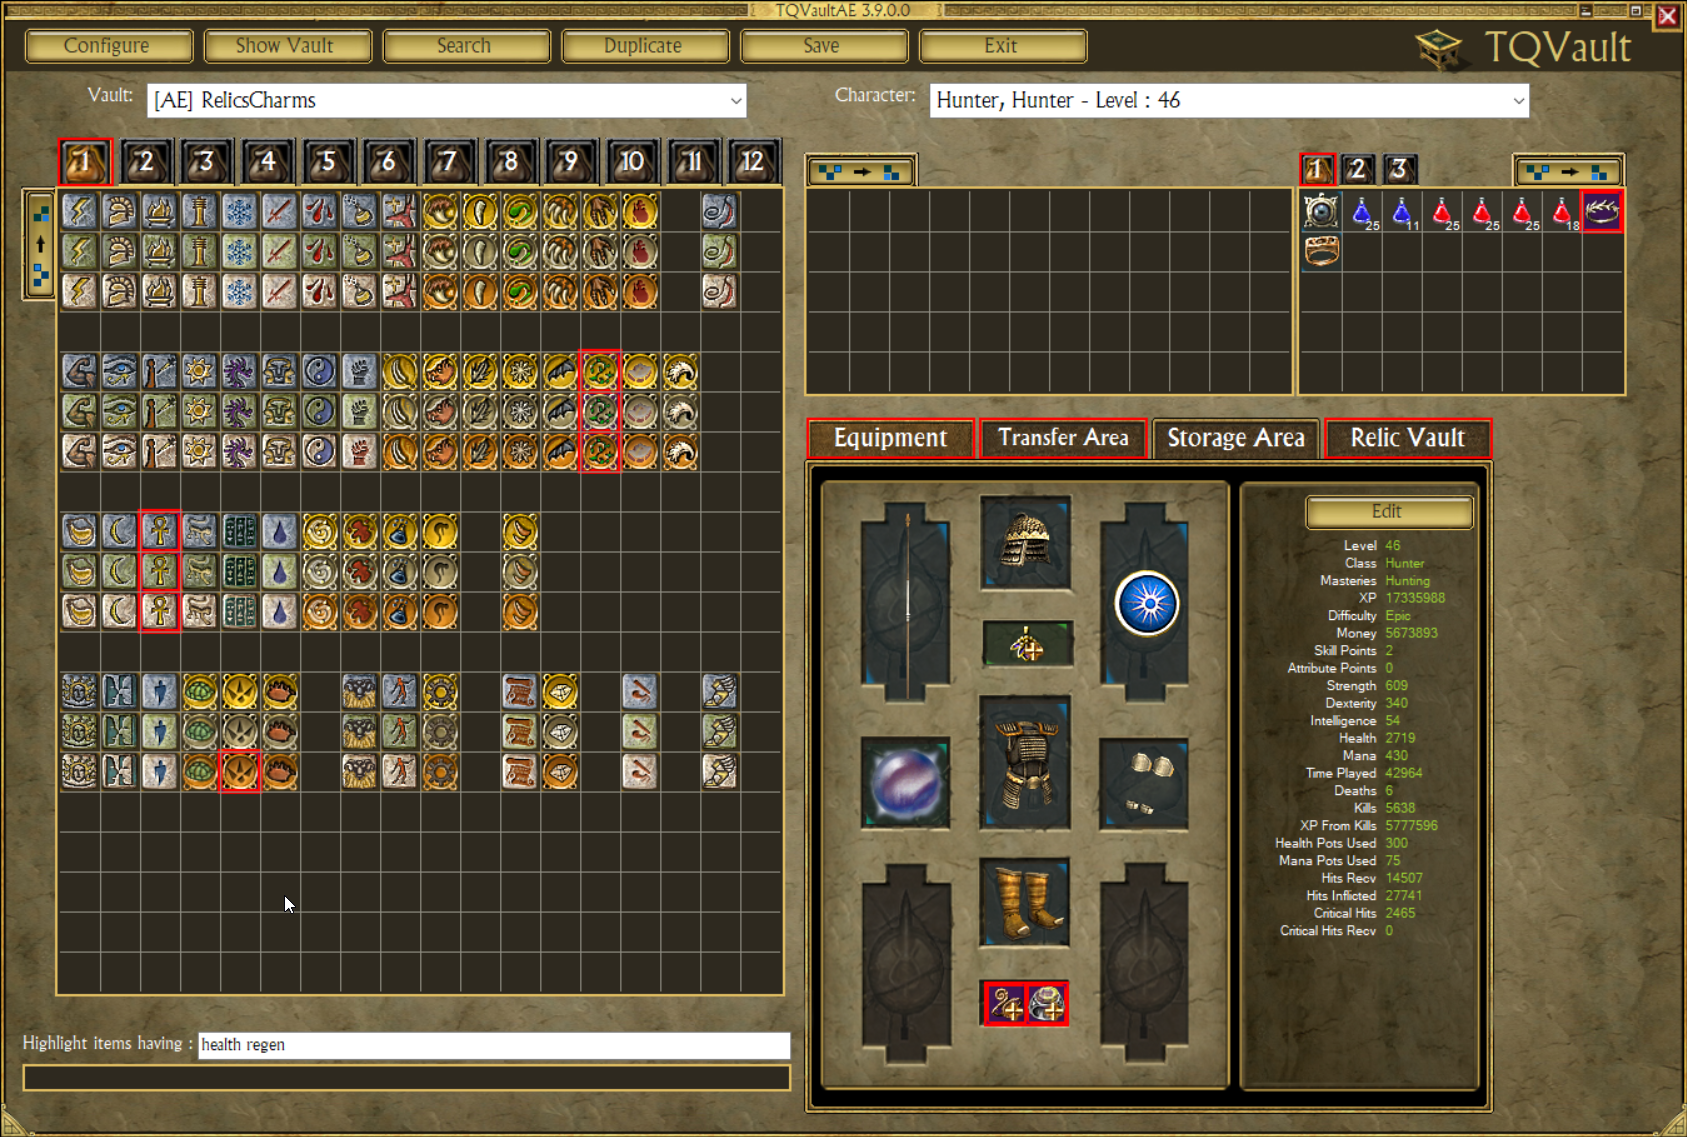 TQVaultAE 3.9.0.0
Configure
Show Vault
Search
Duplicate
Save
Exit
TQVault
Vault:
[AE] RelicsCharms
Character:
Hunter, Hunter - Level : 46
1 2 3 4 5 6 7 8 9 10 11 12
1 2 3
25 11 25 25 25 18
Equipment
Transfer Area
Storage Area
Relic Vault
Edit
Level 46
Class Hunter
Masteries Hunting
XP 17335988
Difficulty Epic
Money 5673893
Skill Points 2
Attribute Points 0
Strength 609
Dexterity 340
Intelligence 54
Health 2719
Mana 430
Time Played 42964
Deaths 6
Kills 5638
XP From Kills 5777596
Health Pots Used 300
Mana Pots Used 75
Hits Recv 14507
Hits Inflicted 27741
Critical Hits 2465
Critical Hits Recv 0
Highlight items having :
health regen